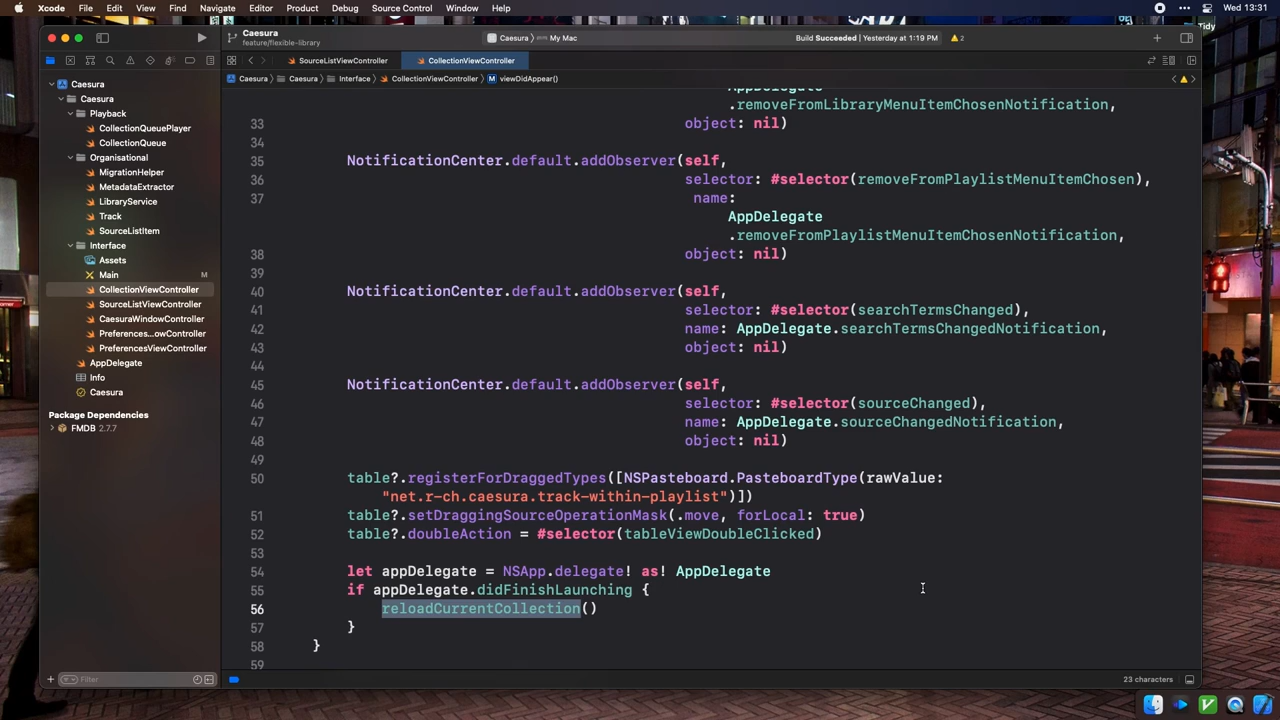 Xcode File Edit View Find Navigate Editor Product Debug Source Control Window Help Wed 13:31
Tidy
Caesura
feature/flexible-library
Caesura My Mac
Build Succeeded | Yesterday at 1:19 PM 2
SourceListViewController CollectionViewController
Caesura Caesura Interface CollectionViewController M viewDidAppear()
Caesura
Caesura
Playback
CollectionQueuePlayer
CollectionQueue
Organisational
MigrationHelper
MetadataExtractor
LibraryService
Track
SourceListItem
Interface
Assets
Main M
CollectionViewController
SourceListViewController
CaesuraWindowController
Preferences...owController
PreferencesViewController
AppDelegate
Info
Caesura
Package Dependencies
FMDB 2.7.7
Filter
AppDelegate
.removeFromLibraryMenuItemChosenNotification,
33 object: nil)
34
35 NotificationCenter.default.addObserver(self,
36 selector: #selector(removeFromPlaylistMenuItemChosen),
37 name:
AppDelegate
.removeFromPlaylistMenuItemChosenNotification,
38 object: nil)
39
40 NotificationCenter.default.addObserver(self,
41 selector: #selector(searchTermsChanged),
42 name: AppDelegate.searchTermsChangedNotification,
43 object: nil)
44
45 NotificationCenter.default.addObserver(self,
46 selector: #selector(sourceChanged),
47 name: AppDelegate.sourceChangedNotification,
48 object: nil)
49
50 table?.registerForDraggedTypes([NSPasteboard.PasteboardType(rawValue:
"net.r-ch.caesura.track-within-playlist")])
51 table?.setDraggingSourceOperationMask(.move, forLocal: true)
52 table?.doubleAction = #selector(tableViewDoubleClicked)
53
54 let appDelegate = NSApp.delegate! as! AppDelegate
55 if appDelegate.didFinishLaunching {
56 reloadCurrentCollection()
57 }
58 }
59
23 characters